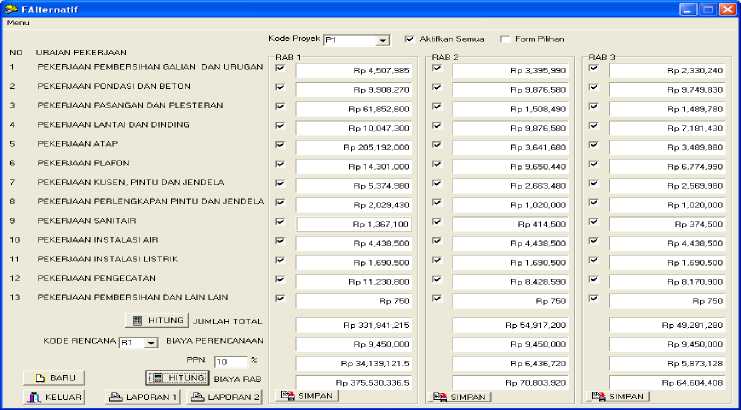 FAlternatif
Menu
Kode Proyek P1 Aktifkan Semua Form Pilihan
NO URAIAN PEKERJAAN RAB 1 RAB 2 RAB 3
1 PEKERJAAN PEMBERSIHAN GALIAN DAN URUGAN Rp 4,507,985 Rp 3,395,990 Rp 2,330,240
2 PEKERJAAN PONDASI DAN BETON Rp 9,908,270 Rp 9,876,580 Rp 9,749,830
3 PEKERJAAN PASANGAN DAN PLESTERAN Rp 61,852,600 Rp 1,508,490 Rp 1,489,780
4 PEKERJAAN LANTAI DAN DINDING Rp 10,047,300 Rp 9,876,580 Rp 7,181,430
5 PEKERJAAN ATAP Rp 205,192,000 Rp 3,641,680 Rp 3,489,880
6 PEKERJAAN PLAFON Rp 14,301,000 Rp 9,650,440 Rp 6,774,990
7 PEKERJAAN KUSEN, PINTU DAN JENDELA Rp 5,374,980 Rp 2,663,480 Rp 2,569,980
8 PEKERJAAN PERLENGKAPAN PINTU DAN JENDELA Rp 2,029,430 Rp 1,020,000 Rp 1,020,000
9 PEKERJAAN SANITAIR Rp 1,367,100 Rp 414,500 Rp 374,500
10 PEKERJAAN INSTALASI AIR Rp 4,438,500 Rp 4,438,500 Rp 4,438,500
11 PEKERJAAN INSTALASI LISTRIK Rp 1,690,500 Rp 1,690,500 Rp 1,690,500
12 PEKERJAAN PENGECATAN Rp 11,230,800 Rp 8,428,590 Rp 8,170,900
13 PEKERJAAN PEMBERSIHAN DAN LAIN LAIN Rp 750 Rp 750 Rp 750
HITUNG JUMLAH TOTAL Rp 331,941,215 Rp 54,917,200 Rp 49,281,280
KODE RENCANA R1 BIAYA PERENCANAAN Rp 9,450,000 Rp 9,450,000 Rp 9,450,000
PPN 10 % Rp 34,139,121.5 Rp 6,436,720 Rp 5,873,128
BARU HITUNG BIAYA RAB Rp 375,530,336.5 Rp 70,803,920 Rp 64,604,408
KELUAR LAPORAN 1 LAPORAN 2 SIMPAN SIMPAN SIMPAN